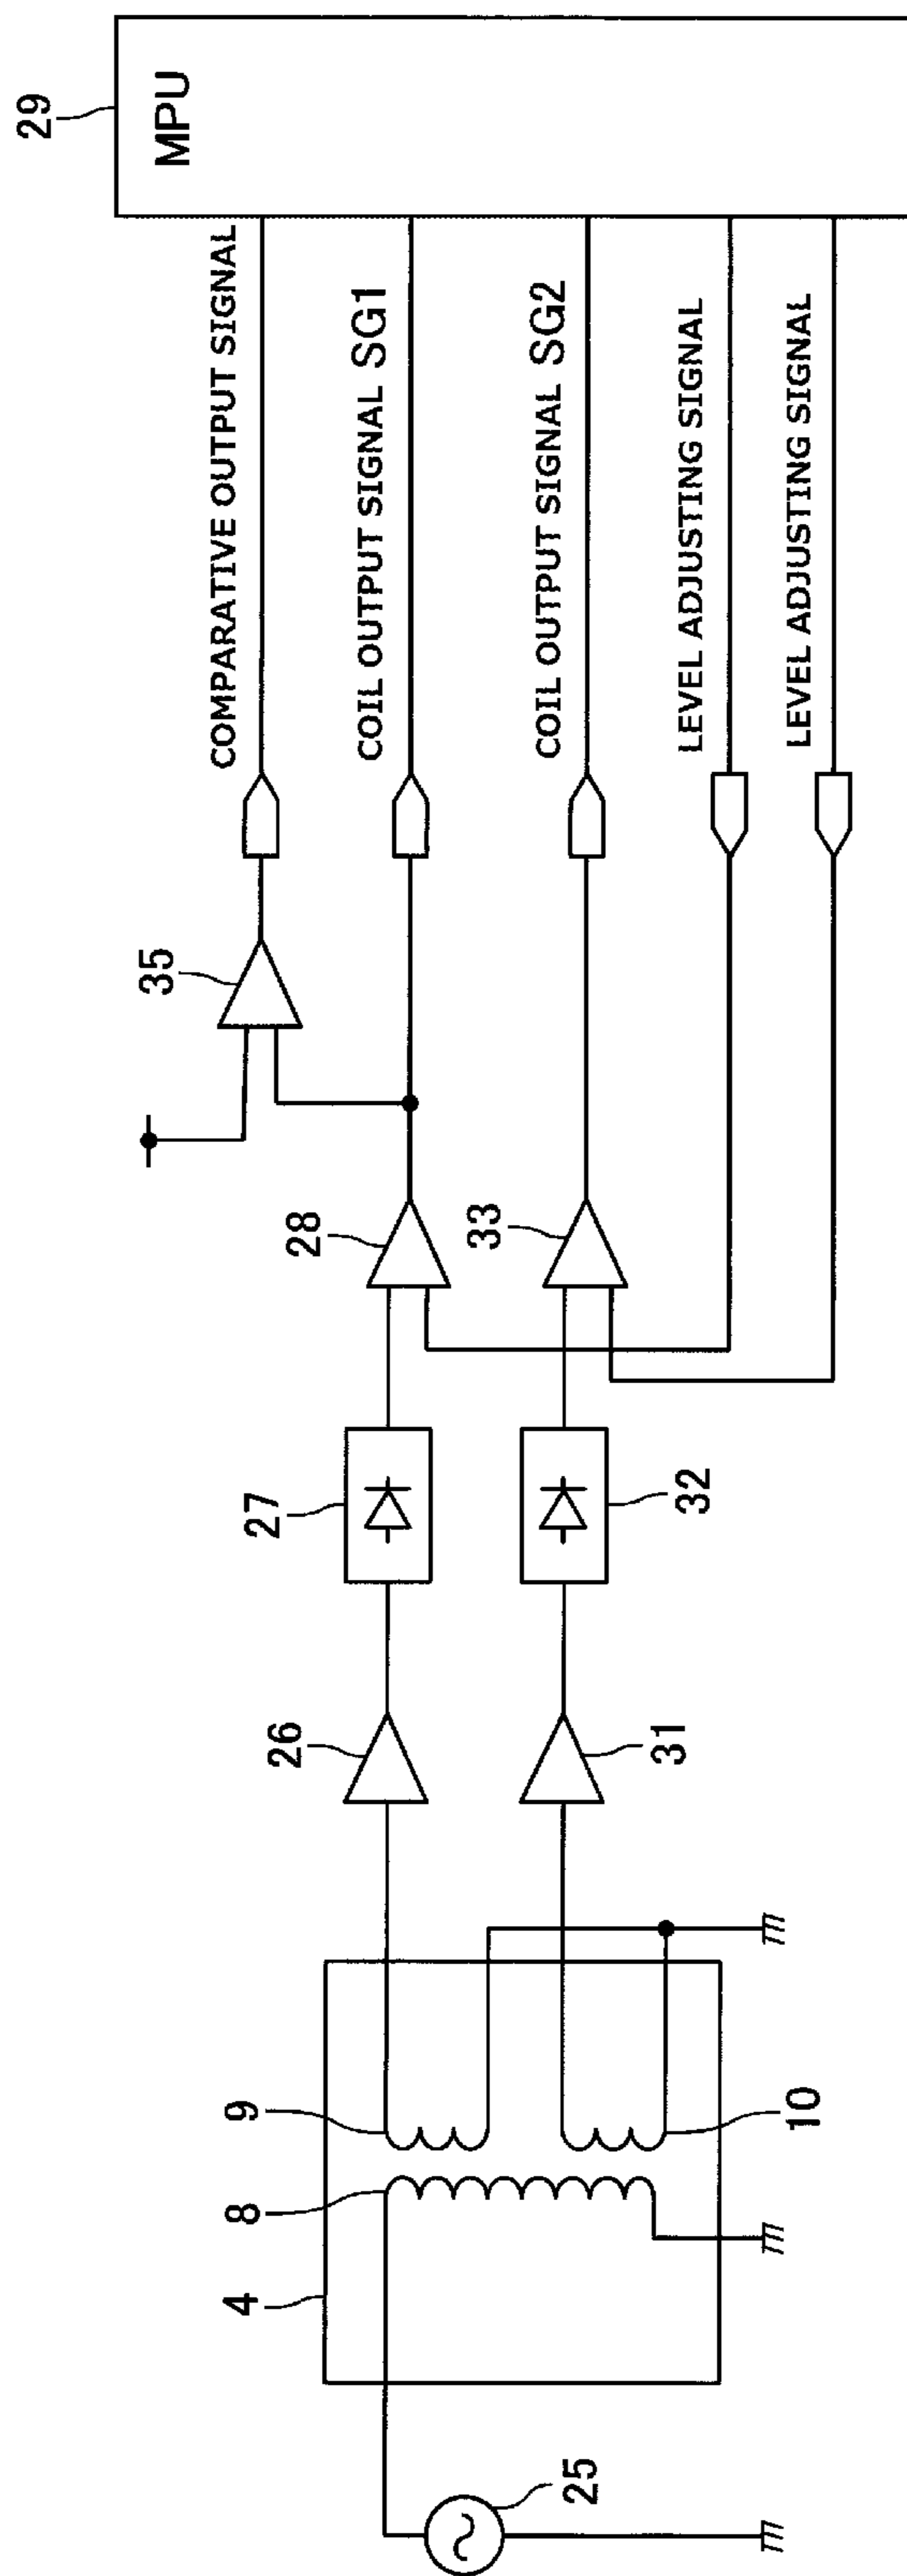 29
MPU
COMPARATIVE OUTPUT SIGNAL
COIL OUTPUT SIGNAL SG1
COIL OUTPUT SIGNAL SG2
LEVEL ADJUSTING SIGNAL
LEVEL ADJUSTING SIGNAL
35
28
33
27
32
26
31
9
10
8
4
25